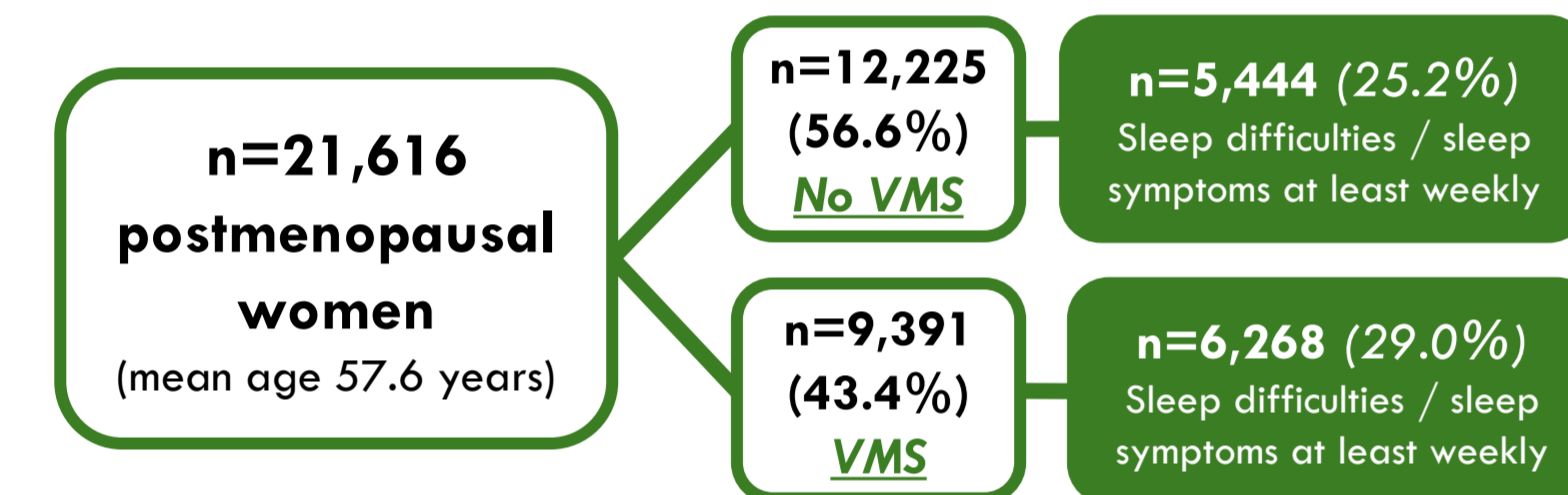 n=21,616
postmenopausal
women
(mean age 57.6 years)
n=12,225
(56.6%)
No VMS
n=5,444 (25.2%)
Sleep difficulties / sleep
symptoms at least weekly
n=9,391
(43.4%)
VMS
n=6,268 (29.0%)
Sleep difficulties / sleep
symptoms at least weekly